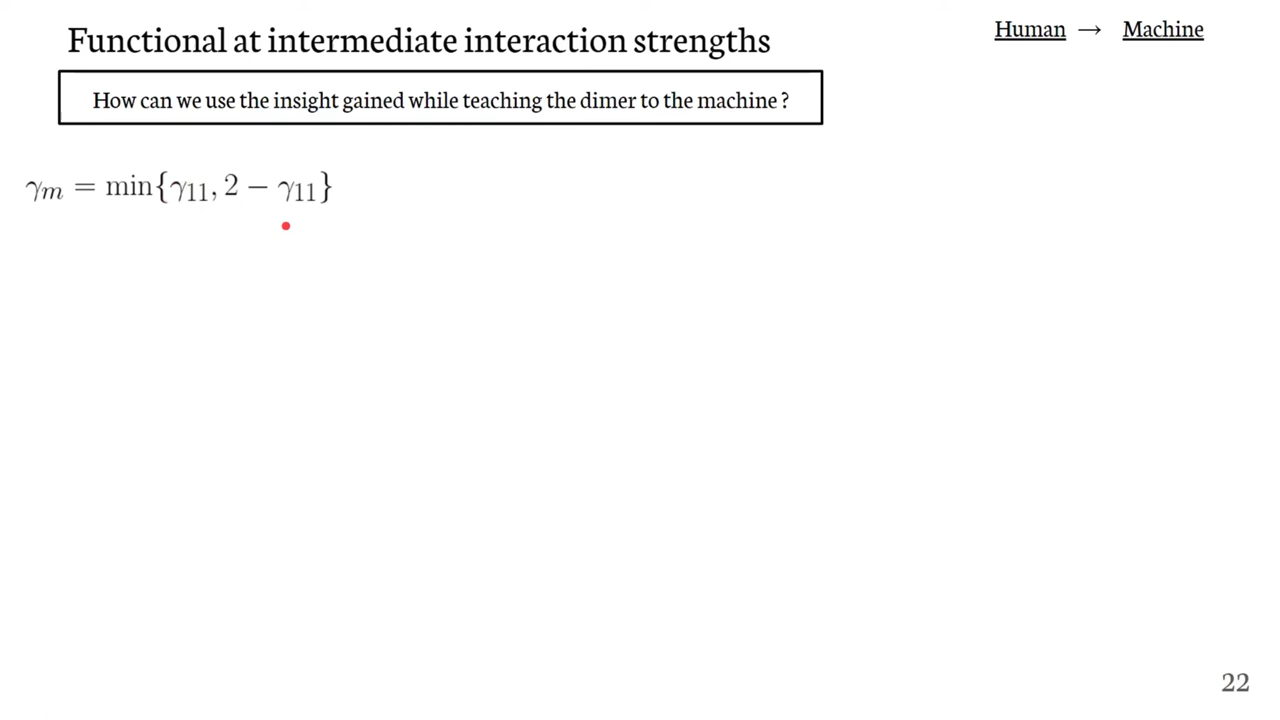 Functional at intermediate interaction strengths
Human → Machine
How can we use the insight gained while teaching the dimer to the machine ?
γm = min{γ11, 2 − γ11}
22